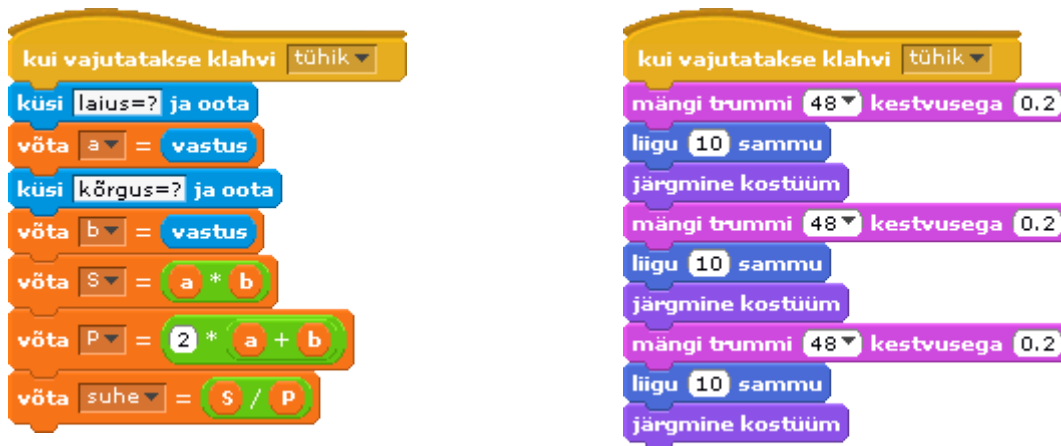 kui vajutatakse klahvi tühik
küsi laius=? ja oota
võta a = vastus
küsi kõrgus=? ja oota
võta b = vastus
võta S = a * b
võta P = 2 * a + b
võta suhe = S / P
kui vajutatakse klahvi tühik
mängi trummi 48 kestvusega 0.2
liigu 10 sammu
järgmine kostüüm
mängi trummi 48 kestvusega 0.2
liigu 10 sammu
järgmine kostüüm
mängi trummi 48 kestvusega 0.2
liigu 10 sammu
järgmine kostüüm